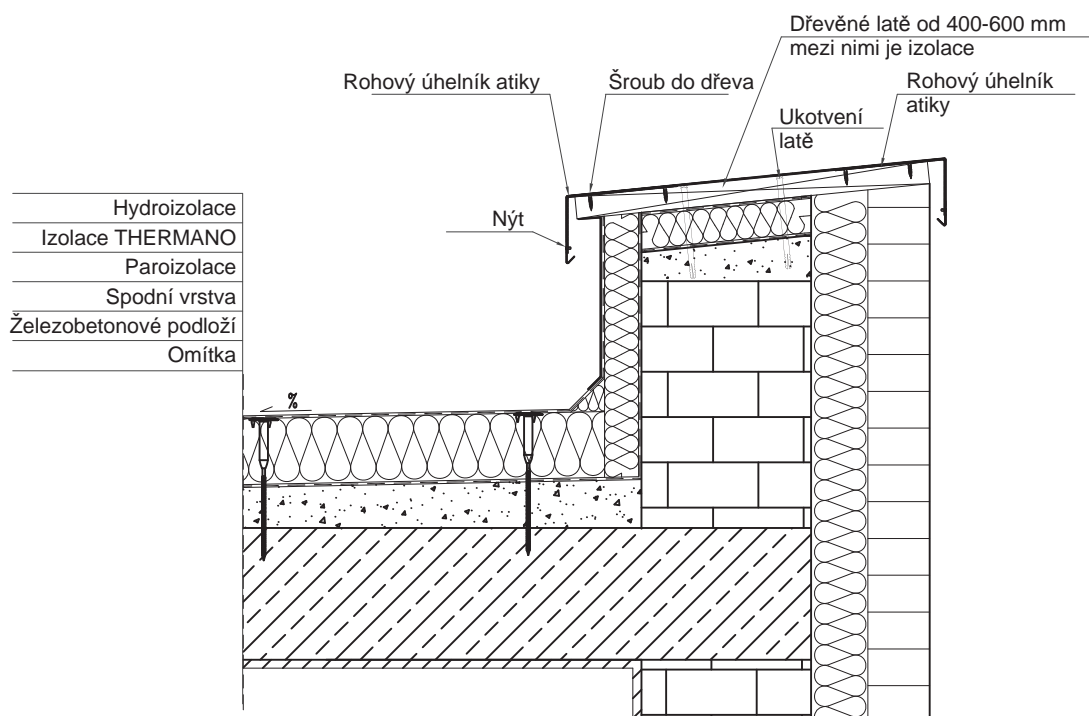 Dřevěné latě od 400-600 mm
mezi nimi je izolace
Rohový úhelník atiky
Šroub do dřeva
Rohový úhelník
atiky
Ukotvení
latě
Nýt
Hydroizolace
Izolace THERMANO
Paroizolace
Spodní vrstva
Železobetonové podloží
Omítka
%